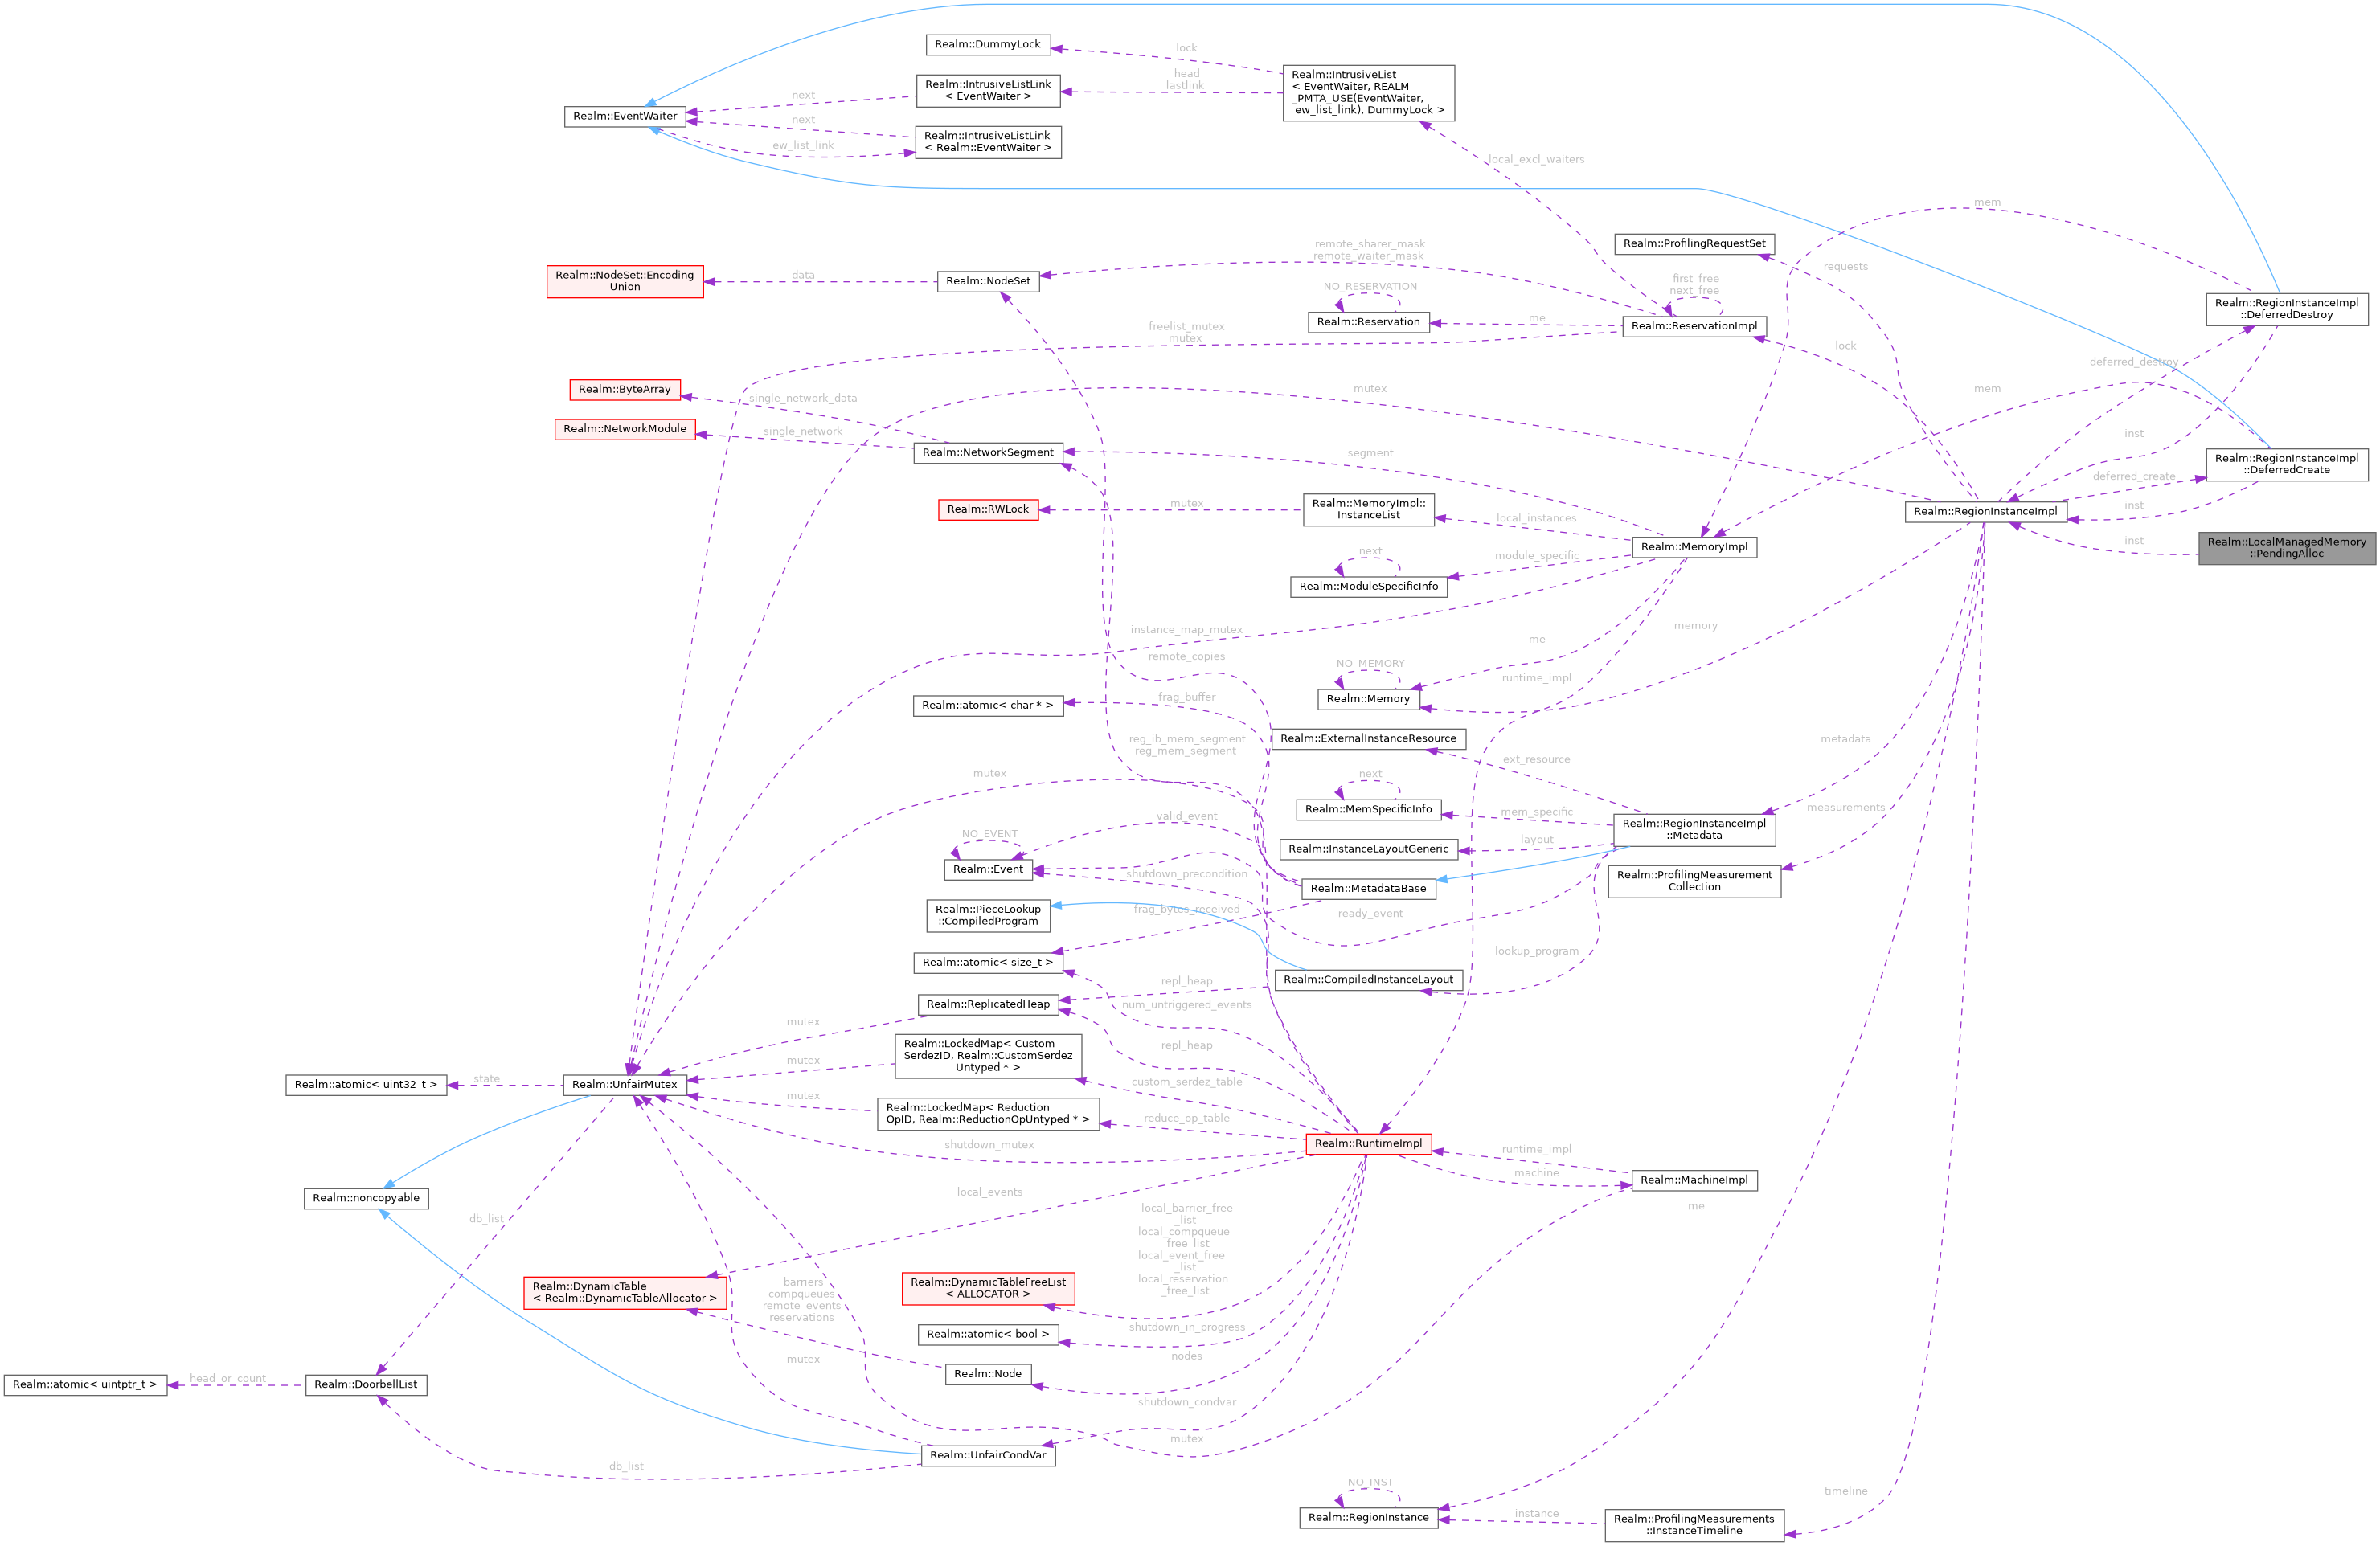 Realm::DummyLock
lock
Realm::IntrusiveList
< EventWaiter, REALM
_PMTA_USE(EventWaiter,
ew_list_link), DummyLock >
head
lastlink
Realm::IntrusiveListLink
< EventWaiter >
next
Realm::EventWaiter
next
Realm::IntrusiveListLink
< Realm::EventWaiter >
ew_list_link
local_excl_waiters
mem
Realm::ProfilingRequestSet
remote_sharer_mask
remote_waiter_mask
requests
Realm::NodeSet::Encoding
Union
data
Realm::NodeSet
NO_RESERVATION
first_free
next_free
Realm::RegionInstanceImpl
::DeferredDestroy
Realm::Reservation
me
Realm::ReservationImpl
freelist_mutex
mutex
lock
deferred_destroy
Realm::ByteArray
single_network_data
mutex
mem
Realm::NetworkModule
single_network
inst
Realm::NetworkSegment
segment
Realm::RegionInstanceImpl
::DeferredCreate
deferred_create
Realm::RWLock
mutex
Realm::MemoryImpl::
InstanceList
local_instances
Realm::RegionInstanceImpl
inst
next
module_specific
Realm::MemoryImpl
inst
Realm::LocalManagedMemory
::PendingAlloc
Realm::ModuleSpecificInfo
instance_map_mutex
me
memory
remote_copies
NO_MEMORY
runtime_impl
Realm::Memory
frag_buffer
Realm::atomic< char * >
reg_ib_mem_segment
reg_mem_segment
Realm::ExternalInstanceResource
metadata
ext_resource
mutex
next
Realm::MemSpecificInfo
mem_specific
measurements
valid_event
Realm::RegionInstanceImpl
::Metadata
NO_EVENT
layout
Realm::InstanceLayoutGeneric
Realm::Event
shutdown_precondition
Realm::MetadataBase
Realm::ProfilingMeasurement
Collection
Realm::PieceLookup
::CompiledProgram
frag_bytes_received
ready_event
lookup_program
Realm::atomic< size_t >
Realm::CompiledInstanceLayout
repl_heap
Realm::ReplicatedHeap
num_untriggered_events
mutex
Realm::LockedMap< Custom
SerdezID, Realm::CustomSerdez
Untyped * >
repl_heap
mutex
Realm::atomic< uint32_t >
state
Realm::UnfairMutex
custom_serdez_table
mutex
Realm::LockedMap< Reduction
OpID, Realm::ReductionOpUntyped * >
reduce_op_table
shutdown_mutex
Realm::RuntimeImpl
runtime_impl
machine
Realm::MachineImpl
Realm::noncopyable
local_events
me
db_list
local_barrier_free
_list
local_compqueue
_free_list
local_event_free
_list
local_reservation
_free_list
Realm::DynamicTable
< Realm::DynamicTableAllocator >
barriers
compqueues
remote_events
reservations
Realm::DynamicTableFreeList
< ALLOCATOR >
shutdown_in_progress
Realm::atomic< bool >
mutex
nodes
Realm::Node
Realm::atomic< uintptr_t >
head_or_count
Realm::DoorbellList
shutdown_condvar
mutex
Realm::UnfairCondVar
db_list
NO_INST
timeline
Realm::RegionInstance
instance
Realm::ProfilingMeasurements
::InstanceTimeline